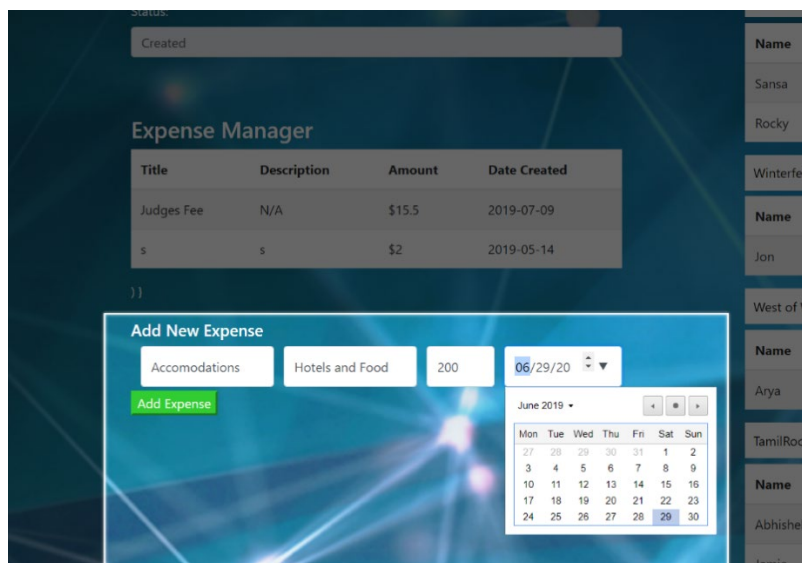 Status:
Created
Expense Manager
Title Description Amount Date Created
Judges Fee N/A $15.5 2019-07-09
s s $2 2019-05-14
) ]
Add New Expense
Accomodations Hotels and Food 200 06/29/20
Add Expense
June 2019
Mon Tue Wed Thu Fri Sat Sun
27 28 29 30 31 1 2
3 4 5 6 7 8 9
10 11 12 13 14 15 16
17 18 19 20 21 22 23
24 25 26 27 28 29 30
Name
Sansa
Rocky
Winterfe
Name
Jon
West of
Name
Arya
TamilRoc
Name
Abhishe